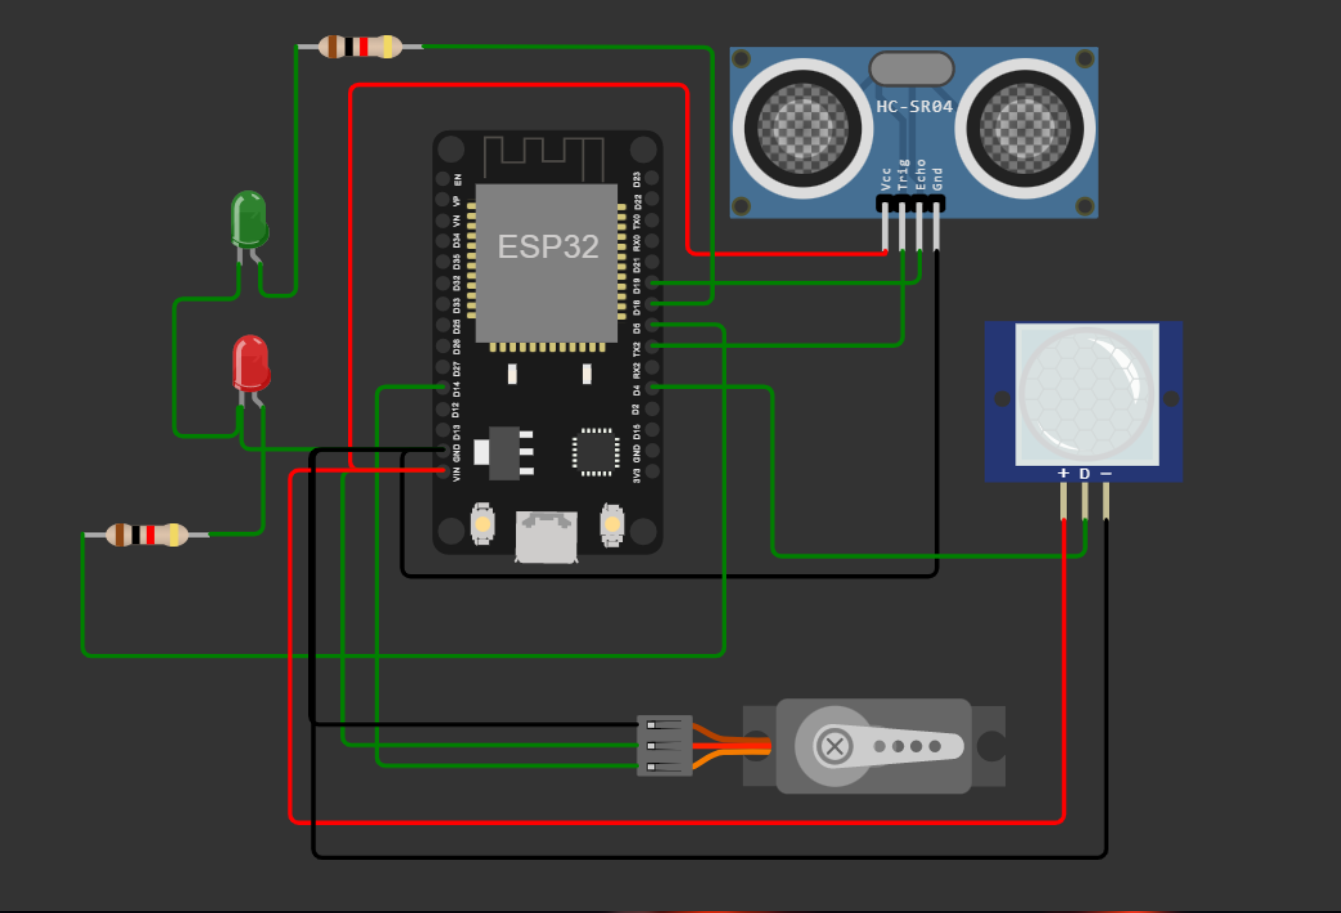 HC-SR04
Vcc
Trig
Echo
Gnd
ESP32
EN
VP
VN
D34
D35
D32
D33
D25
D26
D27
D14
D12
D13
GND
VIN
D23
D22
TX0
RX0
D21
D19
D18
D5
TX2
RX2
D4
D2
D15
GND
3V3
+ D −